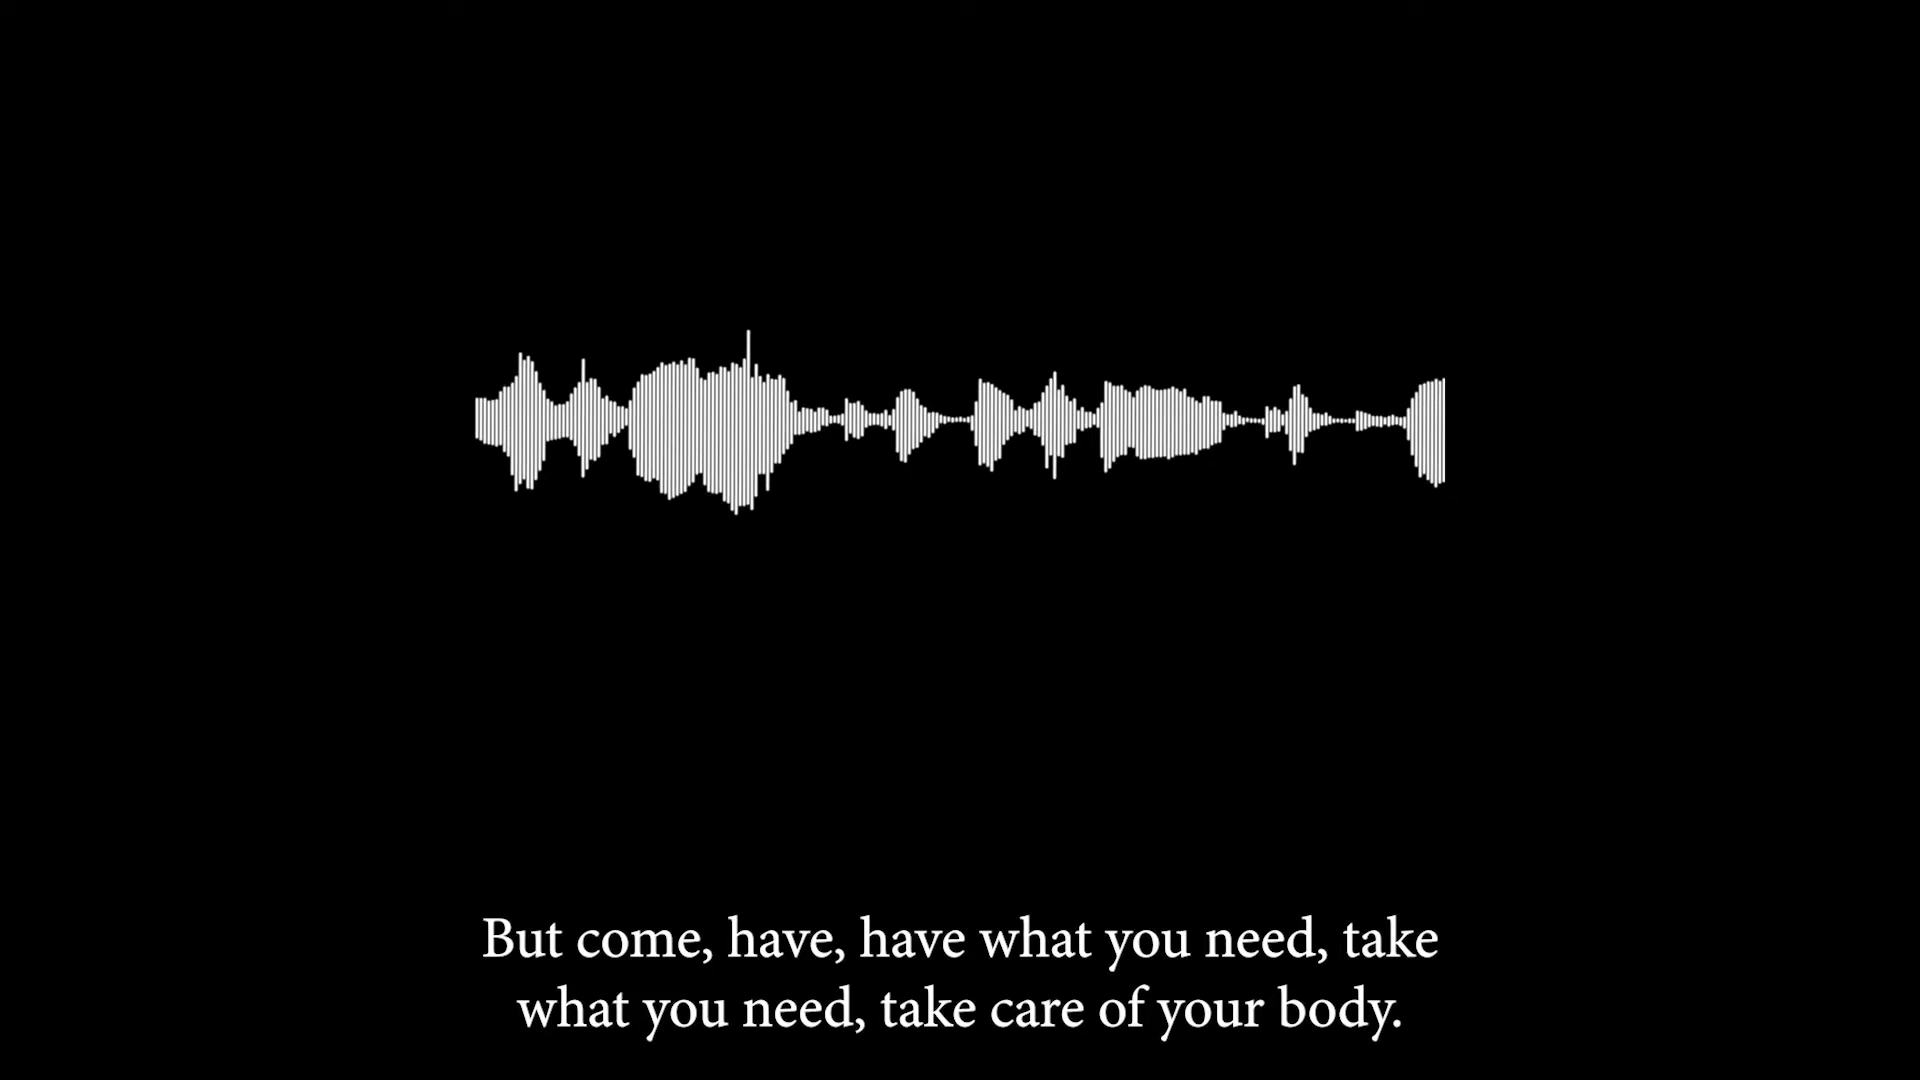 But come, have, have what you need, take
what you need, take care of your body.